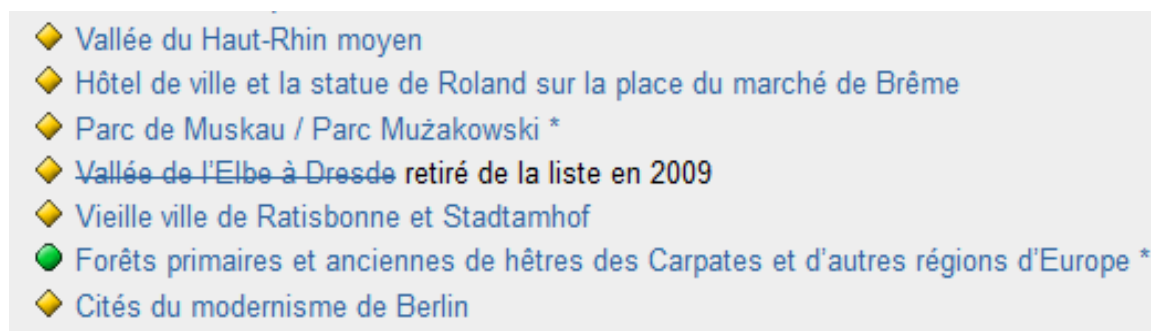 Vallée du Haut-Rhin moyen
Hôtel de ville et la statue de Roland sur la place du marché de Brême
Parc de Muskau / Parc Mużakowski *
Vallée de l'Elbe à Dresde retiré de la liste en 2009
Vieille ville de Ratisbonne et Stadtamhof
Forêts primaires et anciennes de hêtres des Carpates et d'autres régions d'Europe *
Cités du modernisme de Berlin